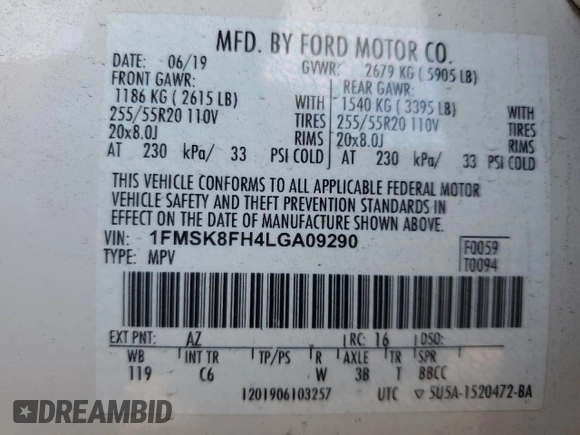 MFD. BY FORD MOTOR CO.
DATE: 06/19 GVWR: 2679 KG ( 5905 LB)
FRONT GAWR: REAR GAWR:
1186 KG ( 2615 LB) WITH 1540 KG ( 3395 LB) WITH
255/55R20 110V TIRES 255/55R20 110V TIRES
20x8.0J RIMS 20x8.0J RIMS
AT 230 kPa/ 33 PSI COLD AT 230 kPa/ 33 PSI COLD
THIS VEHICLE CONFORMS TO ALL APPLICABLE FEDERAL MOTOR
VEHICLE SAFETY AND THEFT PREVENTION STANDARDS IN
EFFECT ON THE DATE OF MANUFACTURE SHOWN ABOVE.
VIN: 1FMSK8FH4LGA09290
TYPE: MPV
F0059
T0094
EXT PNT: AZ RC: 16 DSO:
WB INT TR TP/PS R AXLE TR SPR
119 C6 W 3B T BBCC
1201906103257 UTC ▽ 5U5A-1520472-BA
DREAMBID